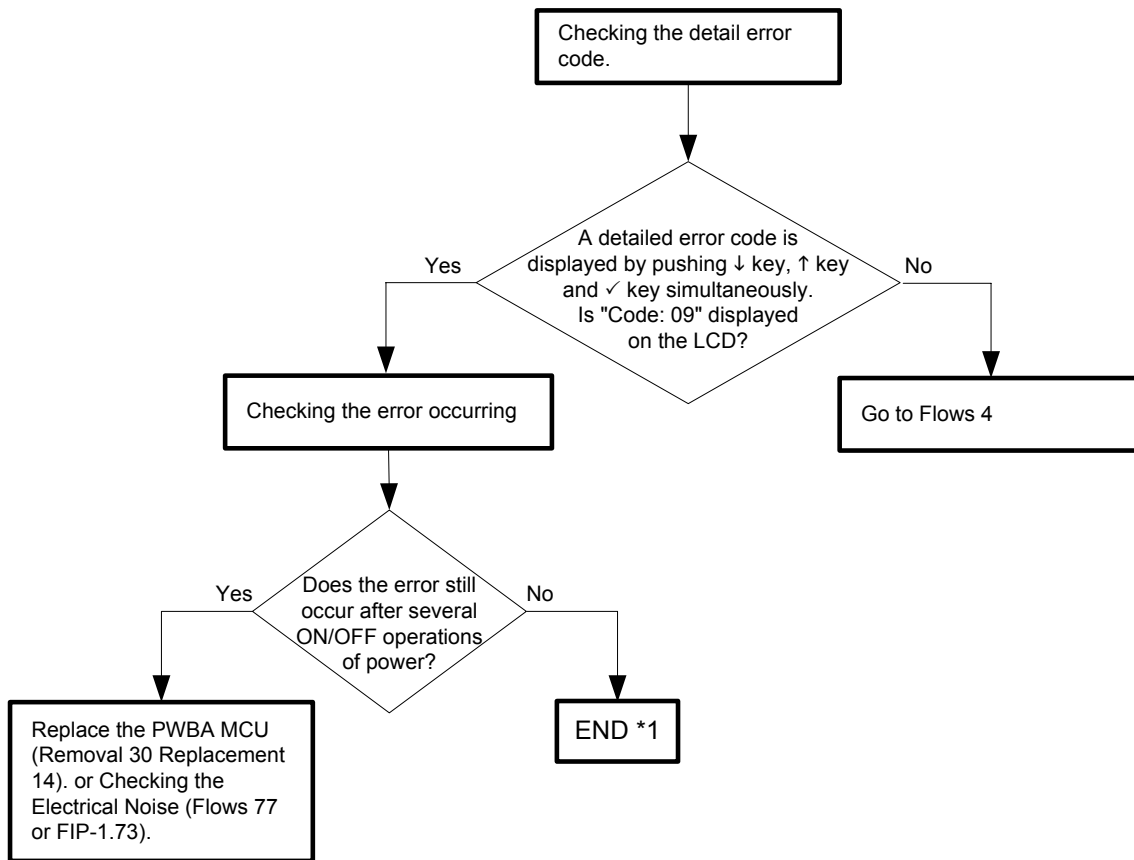 Checking the detail error
code.
A detailed error code is
displayed by pushing ↓ key, ↑ key
and ✓ key simultaneously.
Is "Code: 09" displayed
on the LCD?
Yes
No
Checking the error occurring
Go to Flows 4
Does the error still
occur after several
ON/OFF operations
of power?
Yes
No
Replace the PWBA MCU
(Removal 30 Replacement
14). or Checking the
Electrical Noise (Flows 77
or FIP-1.73).
END *1